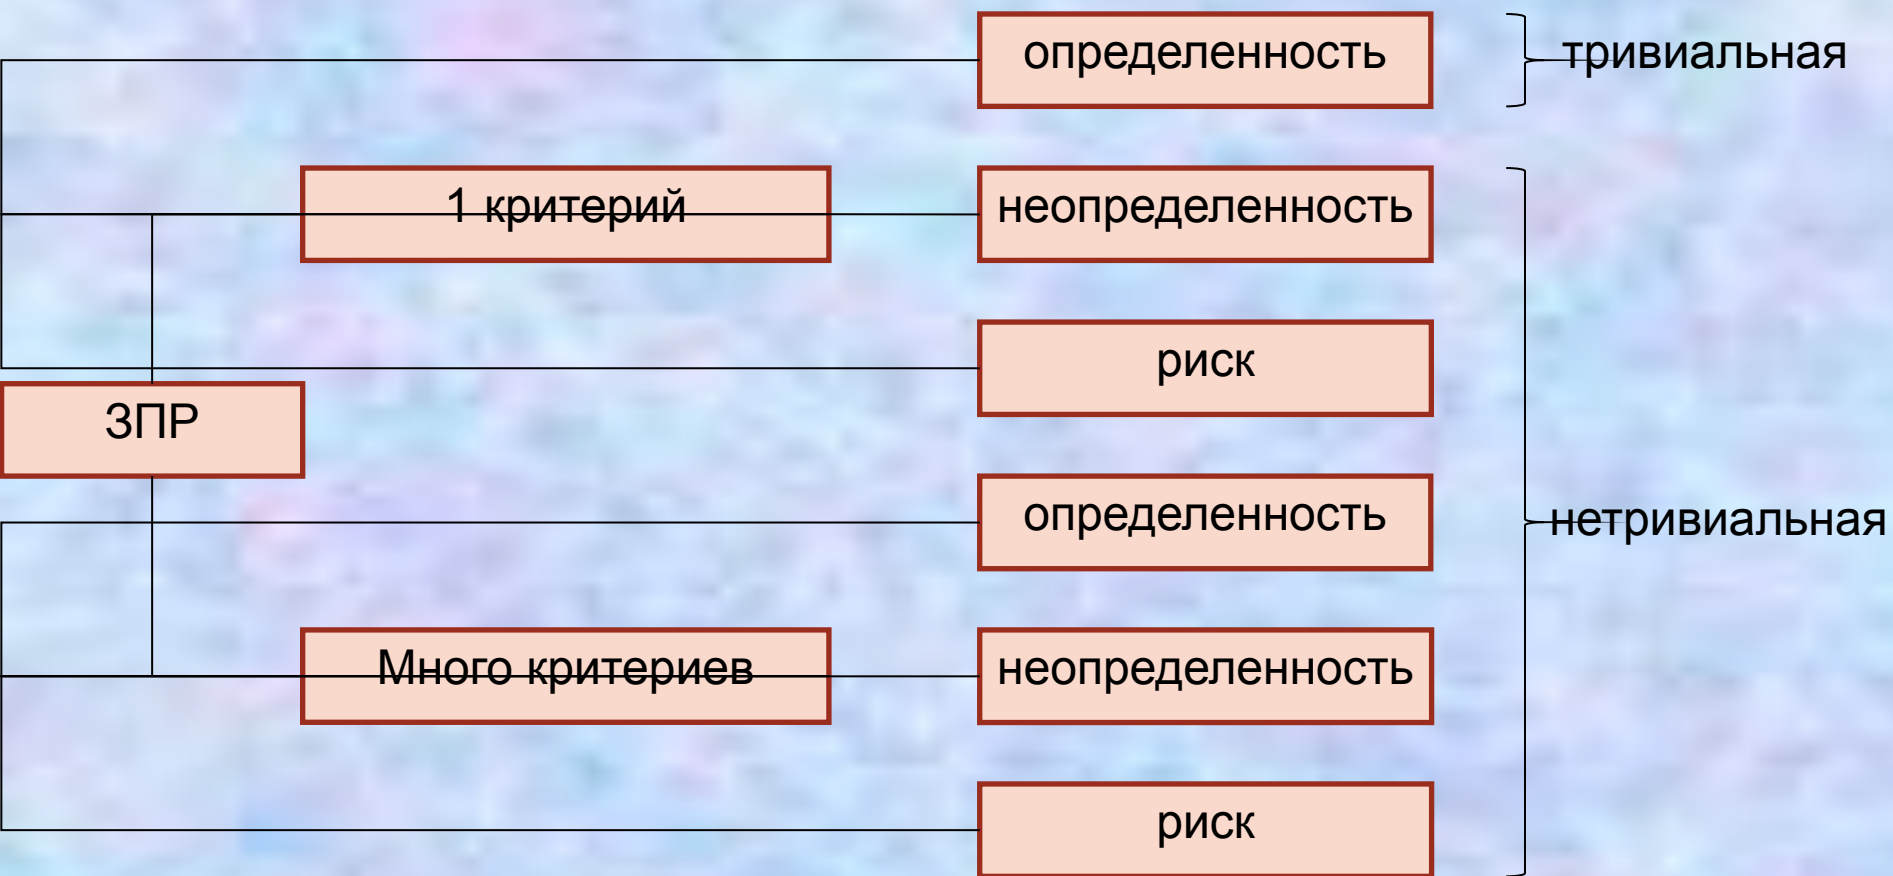 определенность
тривиальная
1 критерий
неопределенность
риск
ЗПР
определенность
нетривиальная
Много критериев
неопределенность
риск